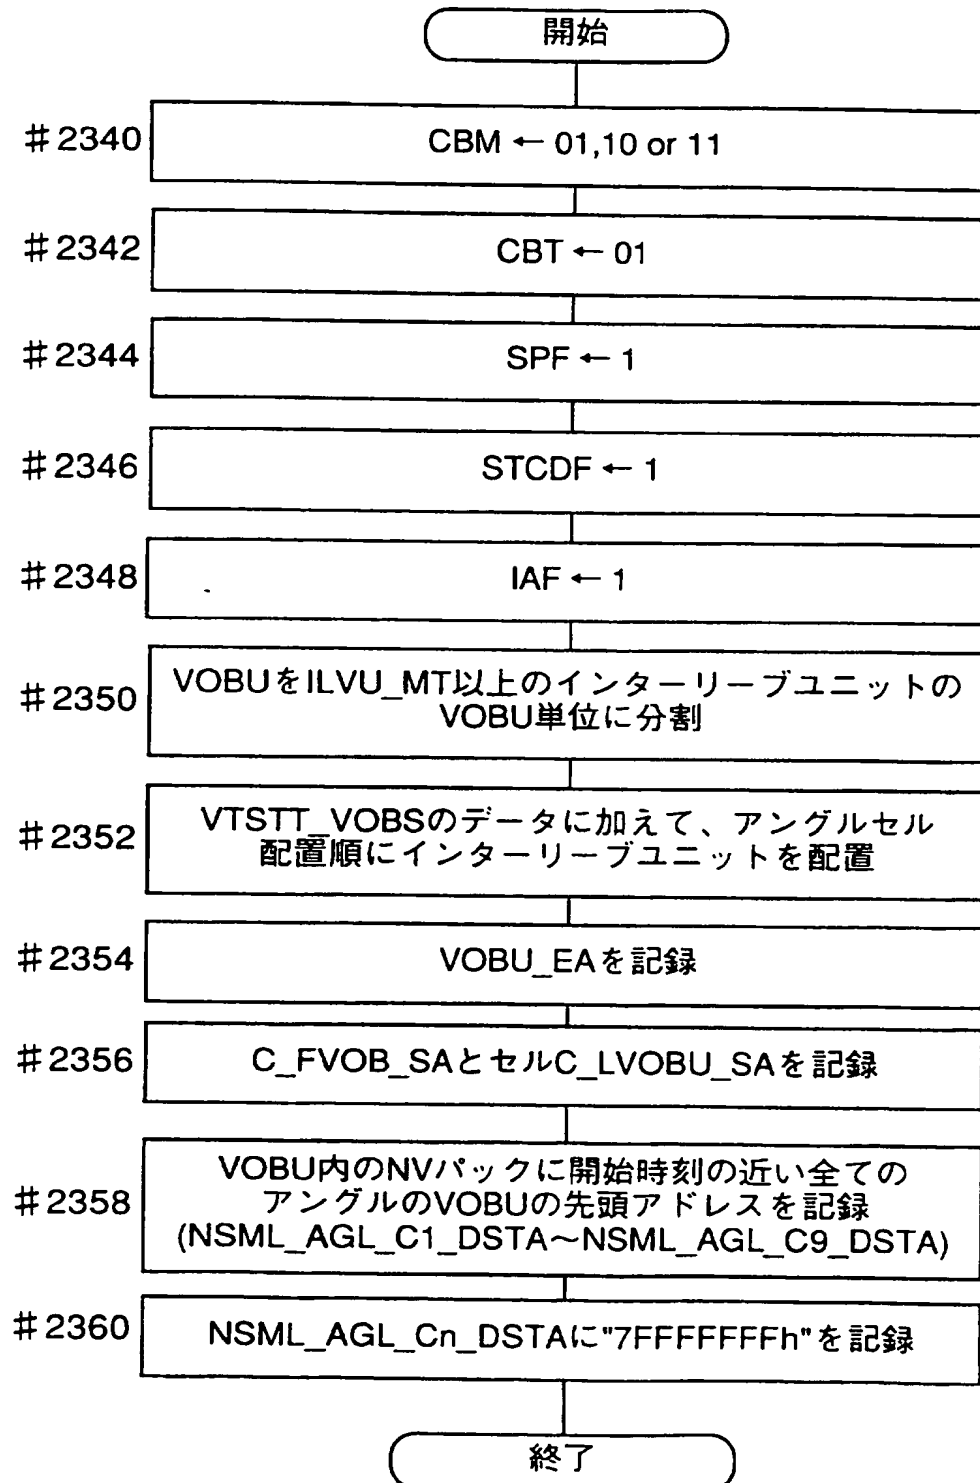 開始
#2340
CBM ← 01,10 or 11
#2342
CBT ← 01
#2344
SPF ← 1
#2346
STCDF ← 1
#2348
IAF ← 1
#2350
VOBUをILVU_MT以上のインターリーブユニットの
VOBU単位に分割
#2352
VTSTT_VOBSのデータに加えて、アングルセル
配置順にインターリーブユニットを配置
#2354
VOBU_EAを記録
#2356
C_FVOB_SAとセルC_LVOBU_SAを記録
#2358
VOBU内のNVパックに開始時刻の近い全ての
アングルのVOBUの先頭アドレスを記録
(NSML_AGL_C1_DSTA～NSML_AGL_C9_DSTA)
#2360
NSML_AGL_Cn_DSTAに"7FFFFFFFh"を記録
終了